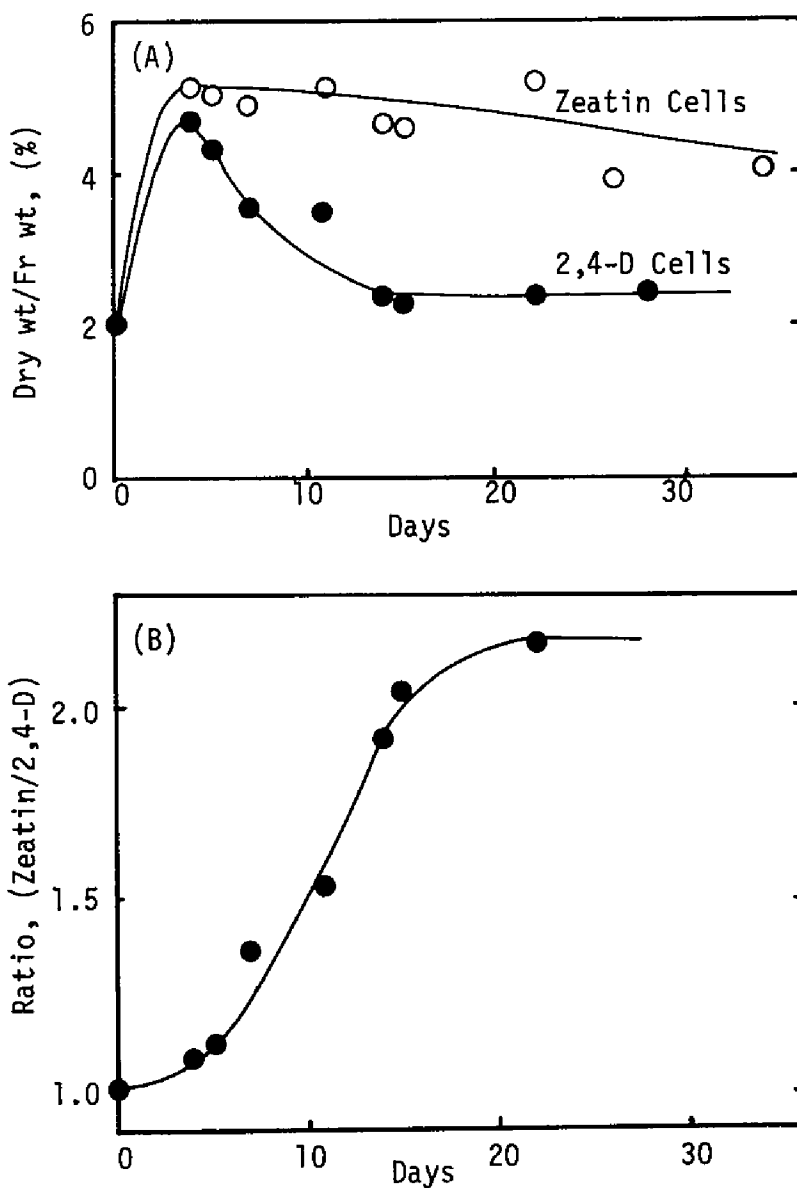 6
(A)
Zeatin Cells
4
2,4-D Cells
2
0
Dry wt/Fr wt, (%)
0 10 20 30
Days
(B)
2.0
1.5
1.0
Ratio, (Zeatin/2,4-D)
0 10 20 30
Days